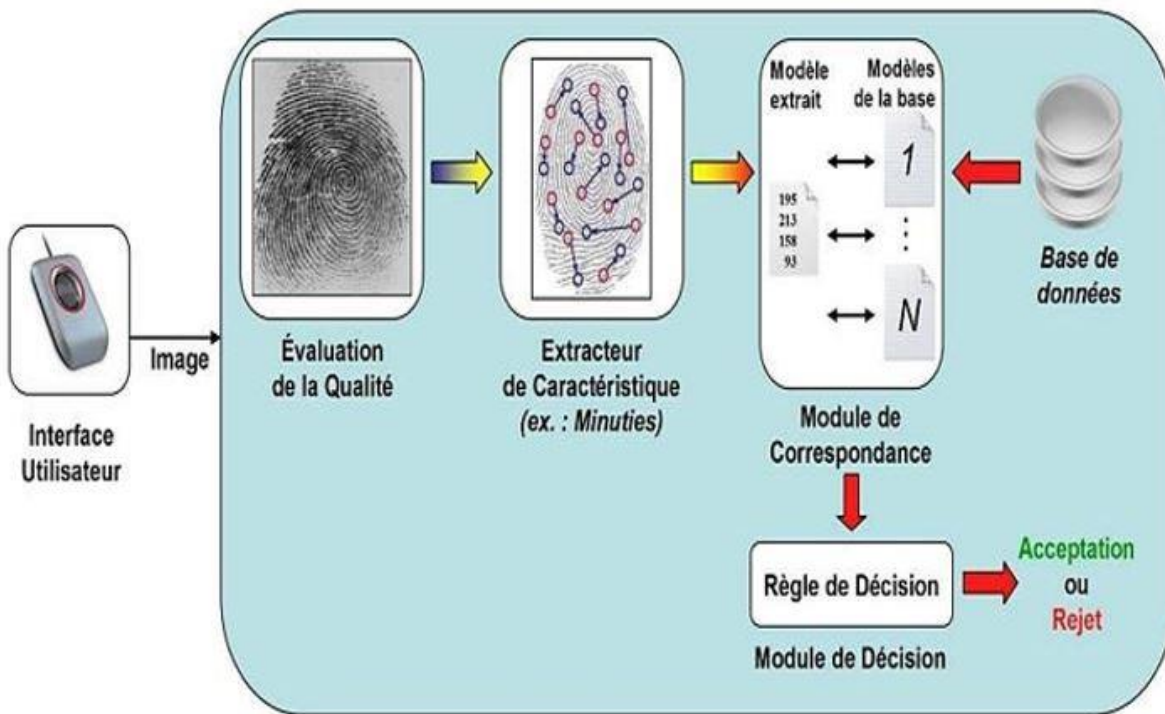 Interface
Utilisateur
Image
Évaluation
de la Qualité
Extracteur
de Caractéristique
(ex. : Minuties)
Modèle
extrait
Modèles
de la base
195
213
158
93
1
N
Module de
Correspondance
Base de
données
Règle de Décision
Module de Décision
Acceptation
ou
Rejet